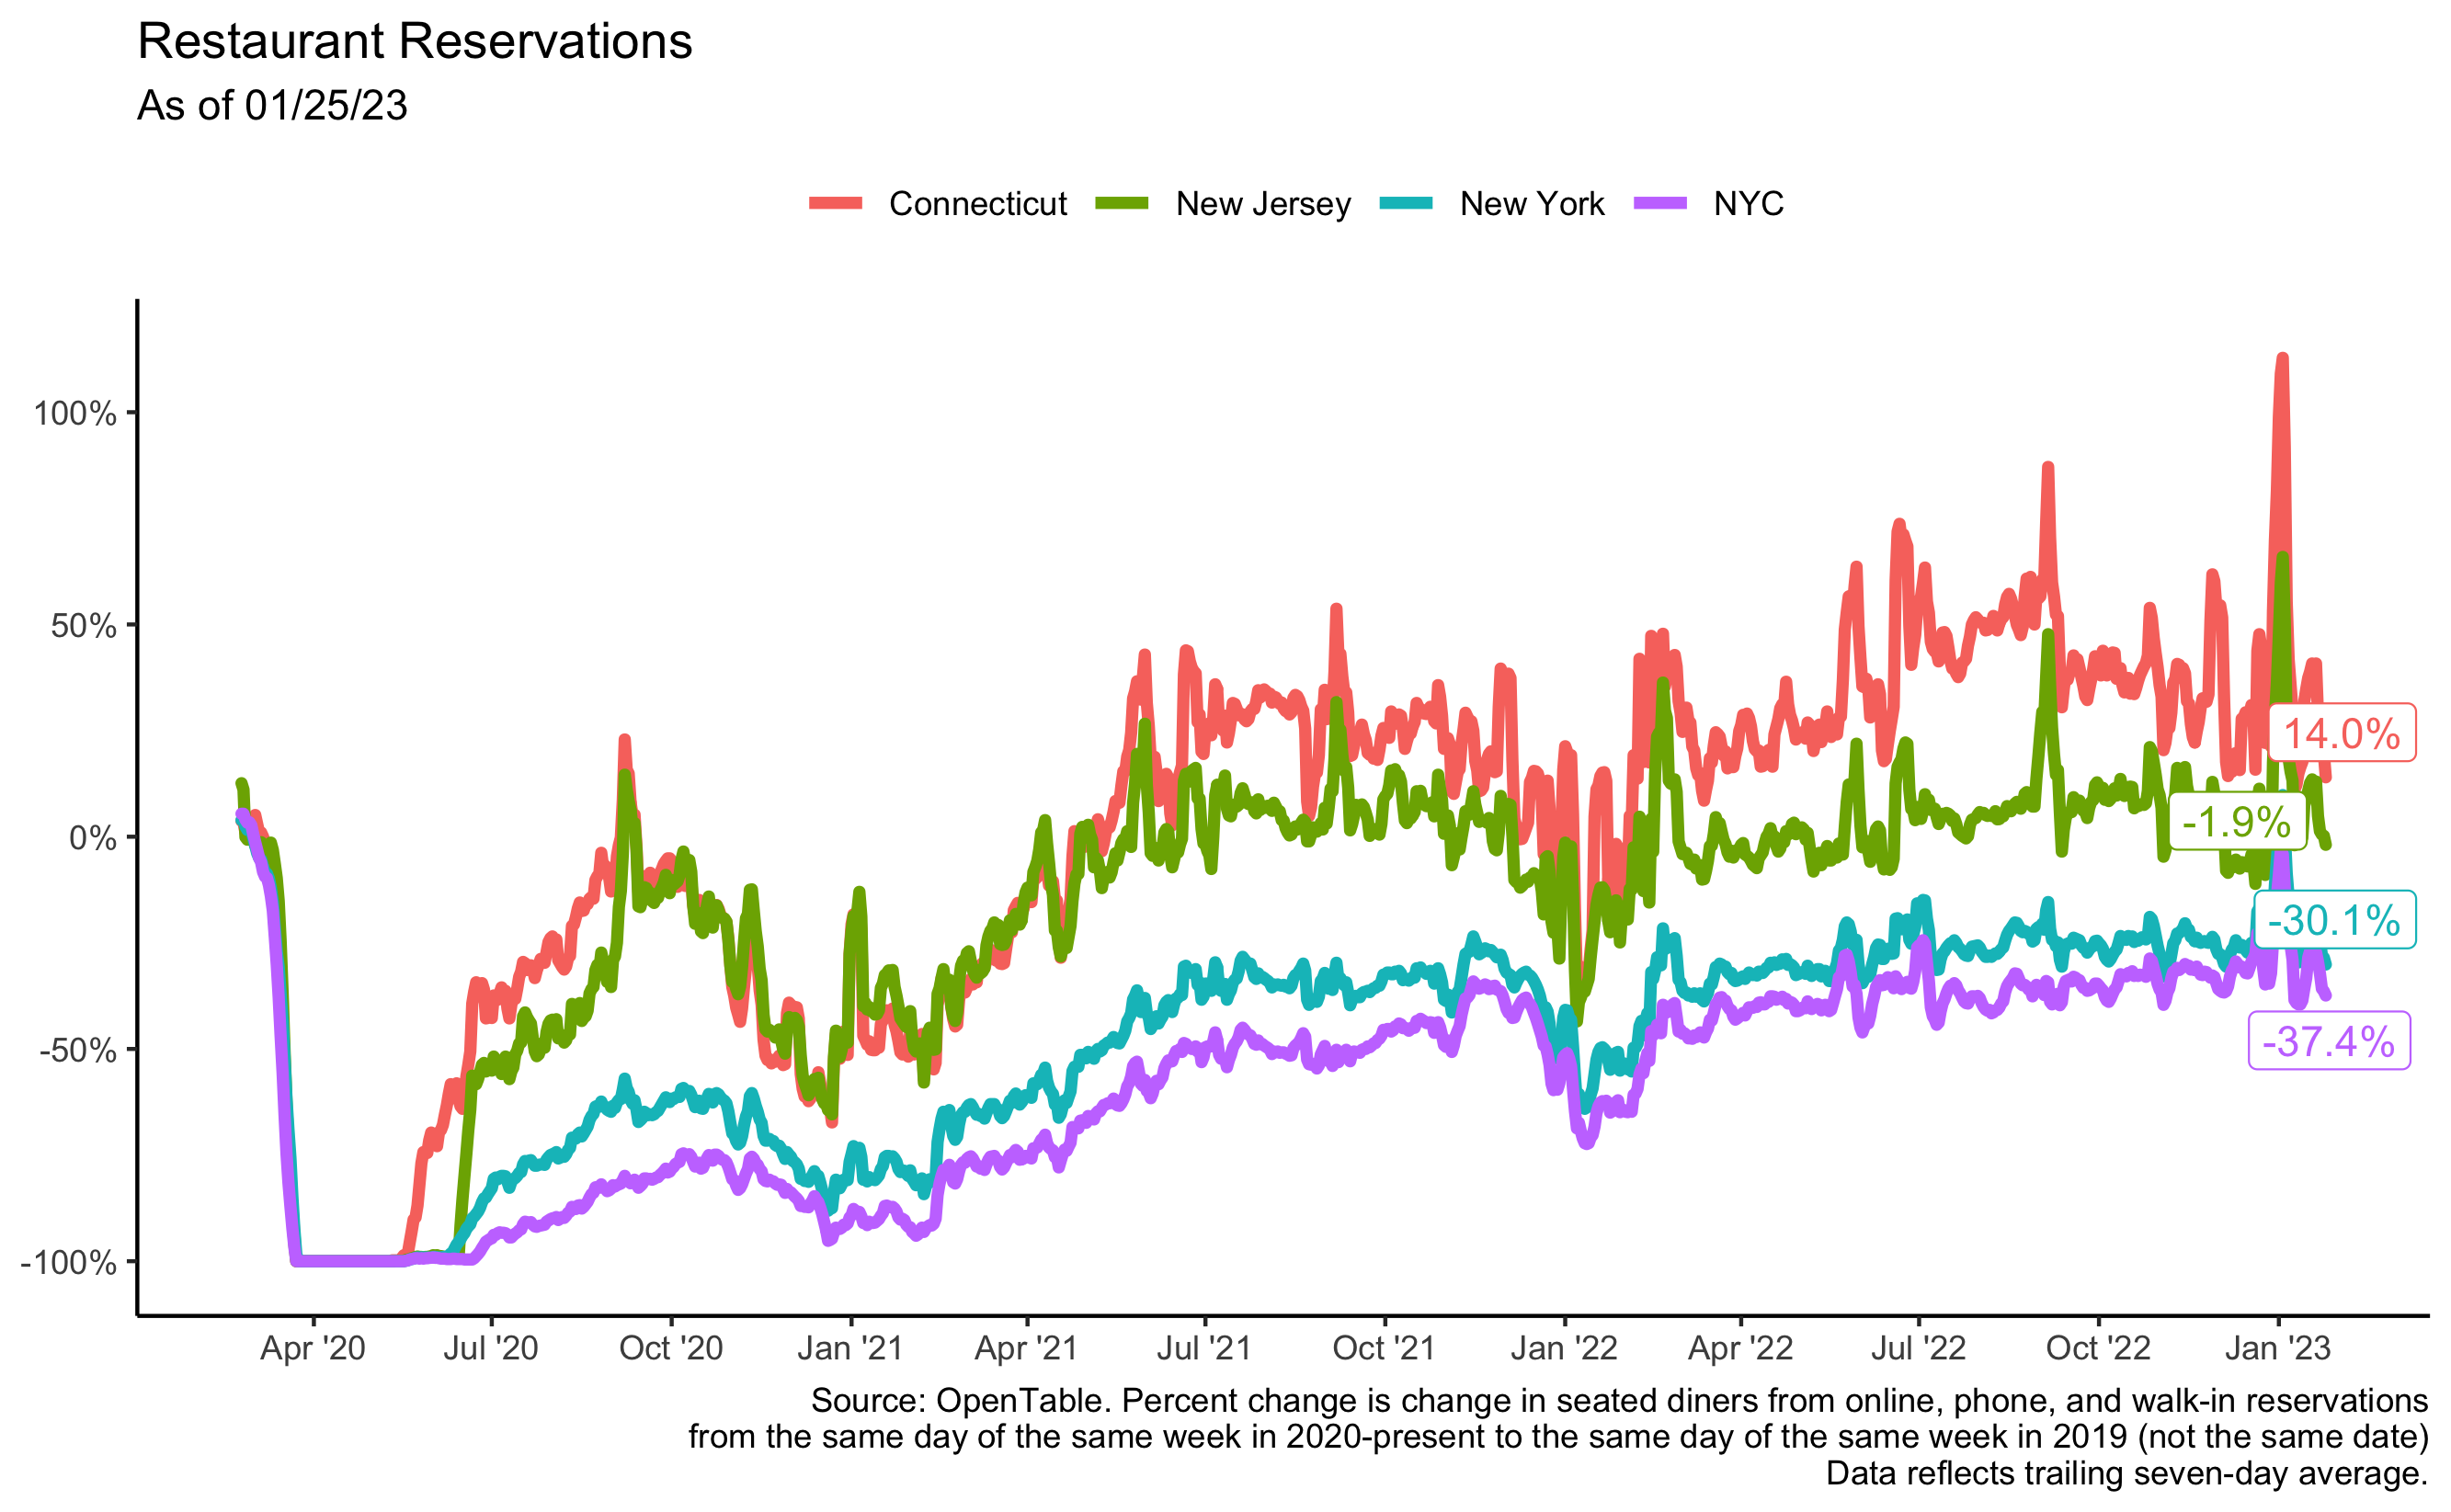 Restaurant Reservations
As of 01/25/23
Connecticut New Jersey New York NYC
100%
50%
0%
-50%
-100%
14.0%
-1.9%
-30.1%
-37.4%
Apr '20 Jul '20 Oct '20 Jan '21 Apr '21 Jul '21 Oct '21 Jan '22 Apr '22 Jul '22 Oct '22 Jan '23
Source: OpenTable. Percent change is change in seated diners from online, phone, and walk-in reservations
from the same day of the same week in 2020-present to the same day of the same week in 2019 (not the same date)
Data reflects trailing seven-day average.